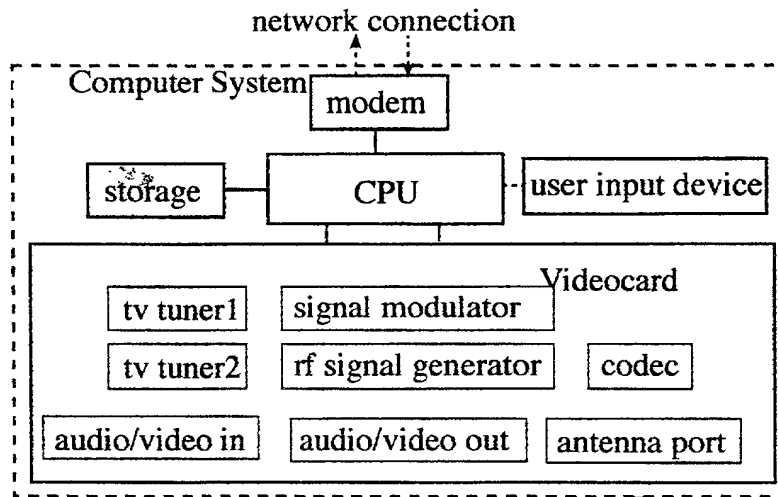 network connection
Computer System
modem
storage
CPU
user input device
Videocard
tv tuner1
signal modulator
tv tuner2
rf signal generator
codec
audio/video in
audio/video out
antenna port